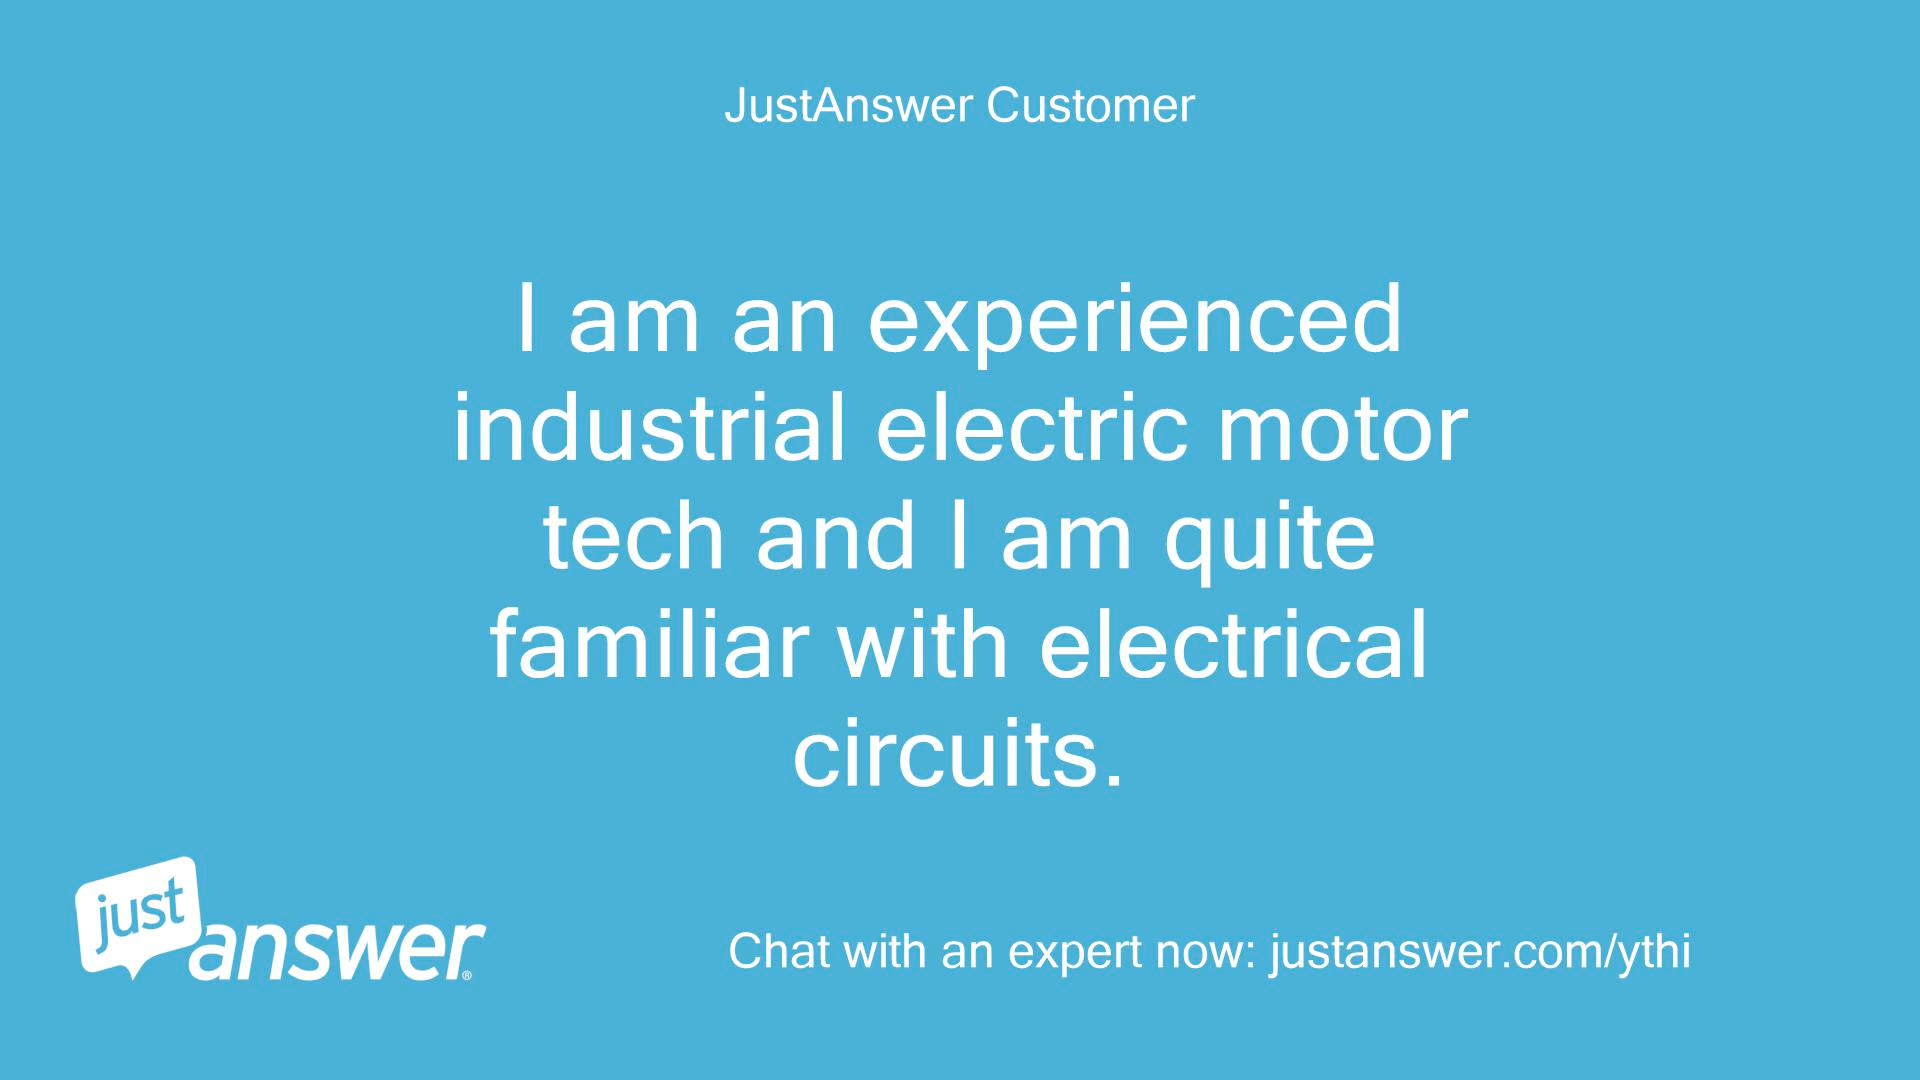 JustAnswer Customer
I am an experienced
industrial electric motor
tech and I am quite
familiar with electrical
circuits.
just
answer®
Chat with an expert now: justanswer.com/ythi